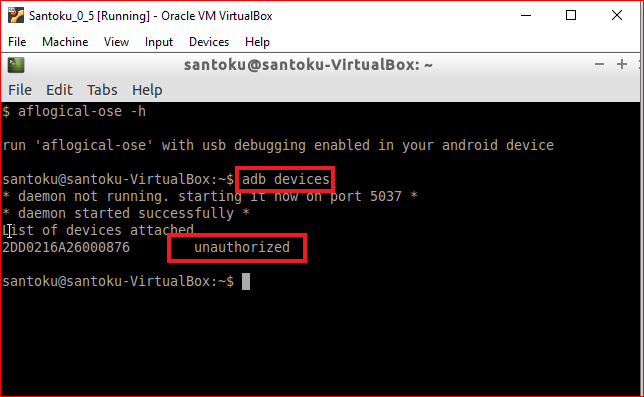 Santoku_0_5 [Running] - Oracle VM VirtualBox
File Machine View Input Devices Help
santoku@santoku-VirtualBox: ~
File Edit Tabs Help
$ aflogical-ose -h
run 'aflogical-ose' with usb debugging enabled in your android device
santoku@santoku-VirtualBox:~$ adb devices
* daemon not running. starting it now on port 5037 *
* daemon started successfully *
List of devices attached
2DD0216A26000876 unauthorized
santoku@santoku-VirtualBox:~$